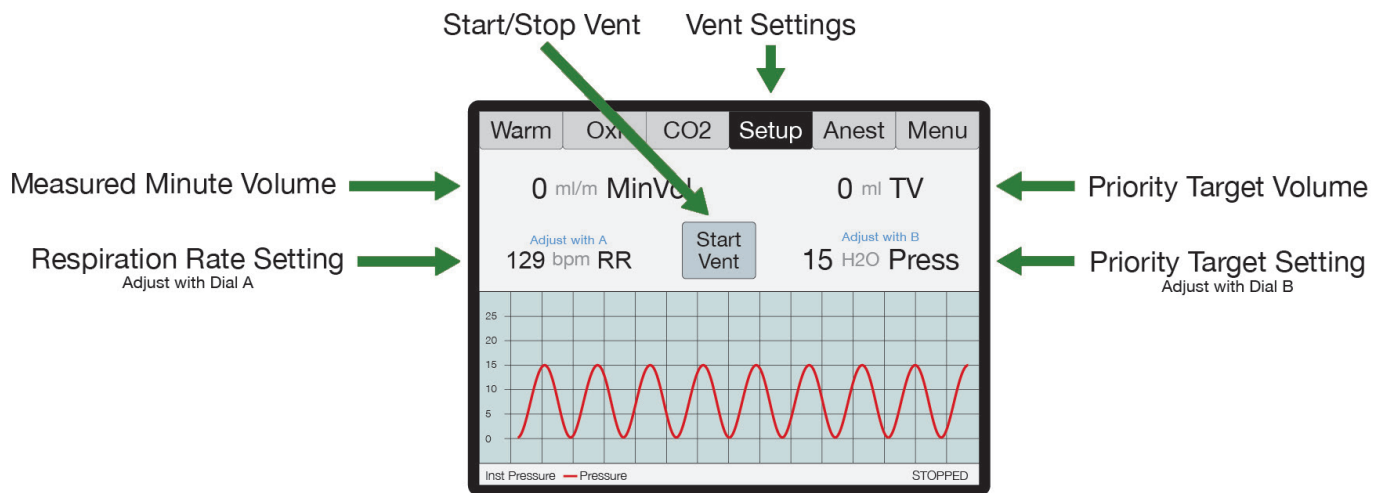 Start/Stop Vent
Vent Settings
Warm
CO2
Setup
Anest
Menu
Measured Minute Volume
0 ml/m MinVol
0 ml TV
Priority Target Volume
Respiration Rate Setting
Adjust with Dial A
Adjust with A
129 bpm RR
Start
Vent
Adjust with B
15 H2O Press
Priority Target Setting
Adjust with Dial B
25
20
15
10
5
0
Inst Pressure
Pressure
STOPPED